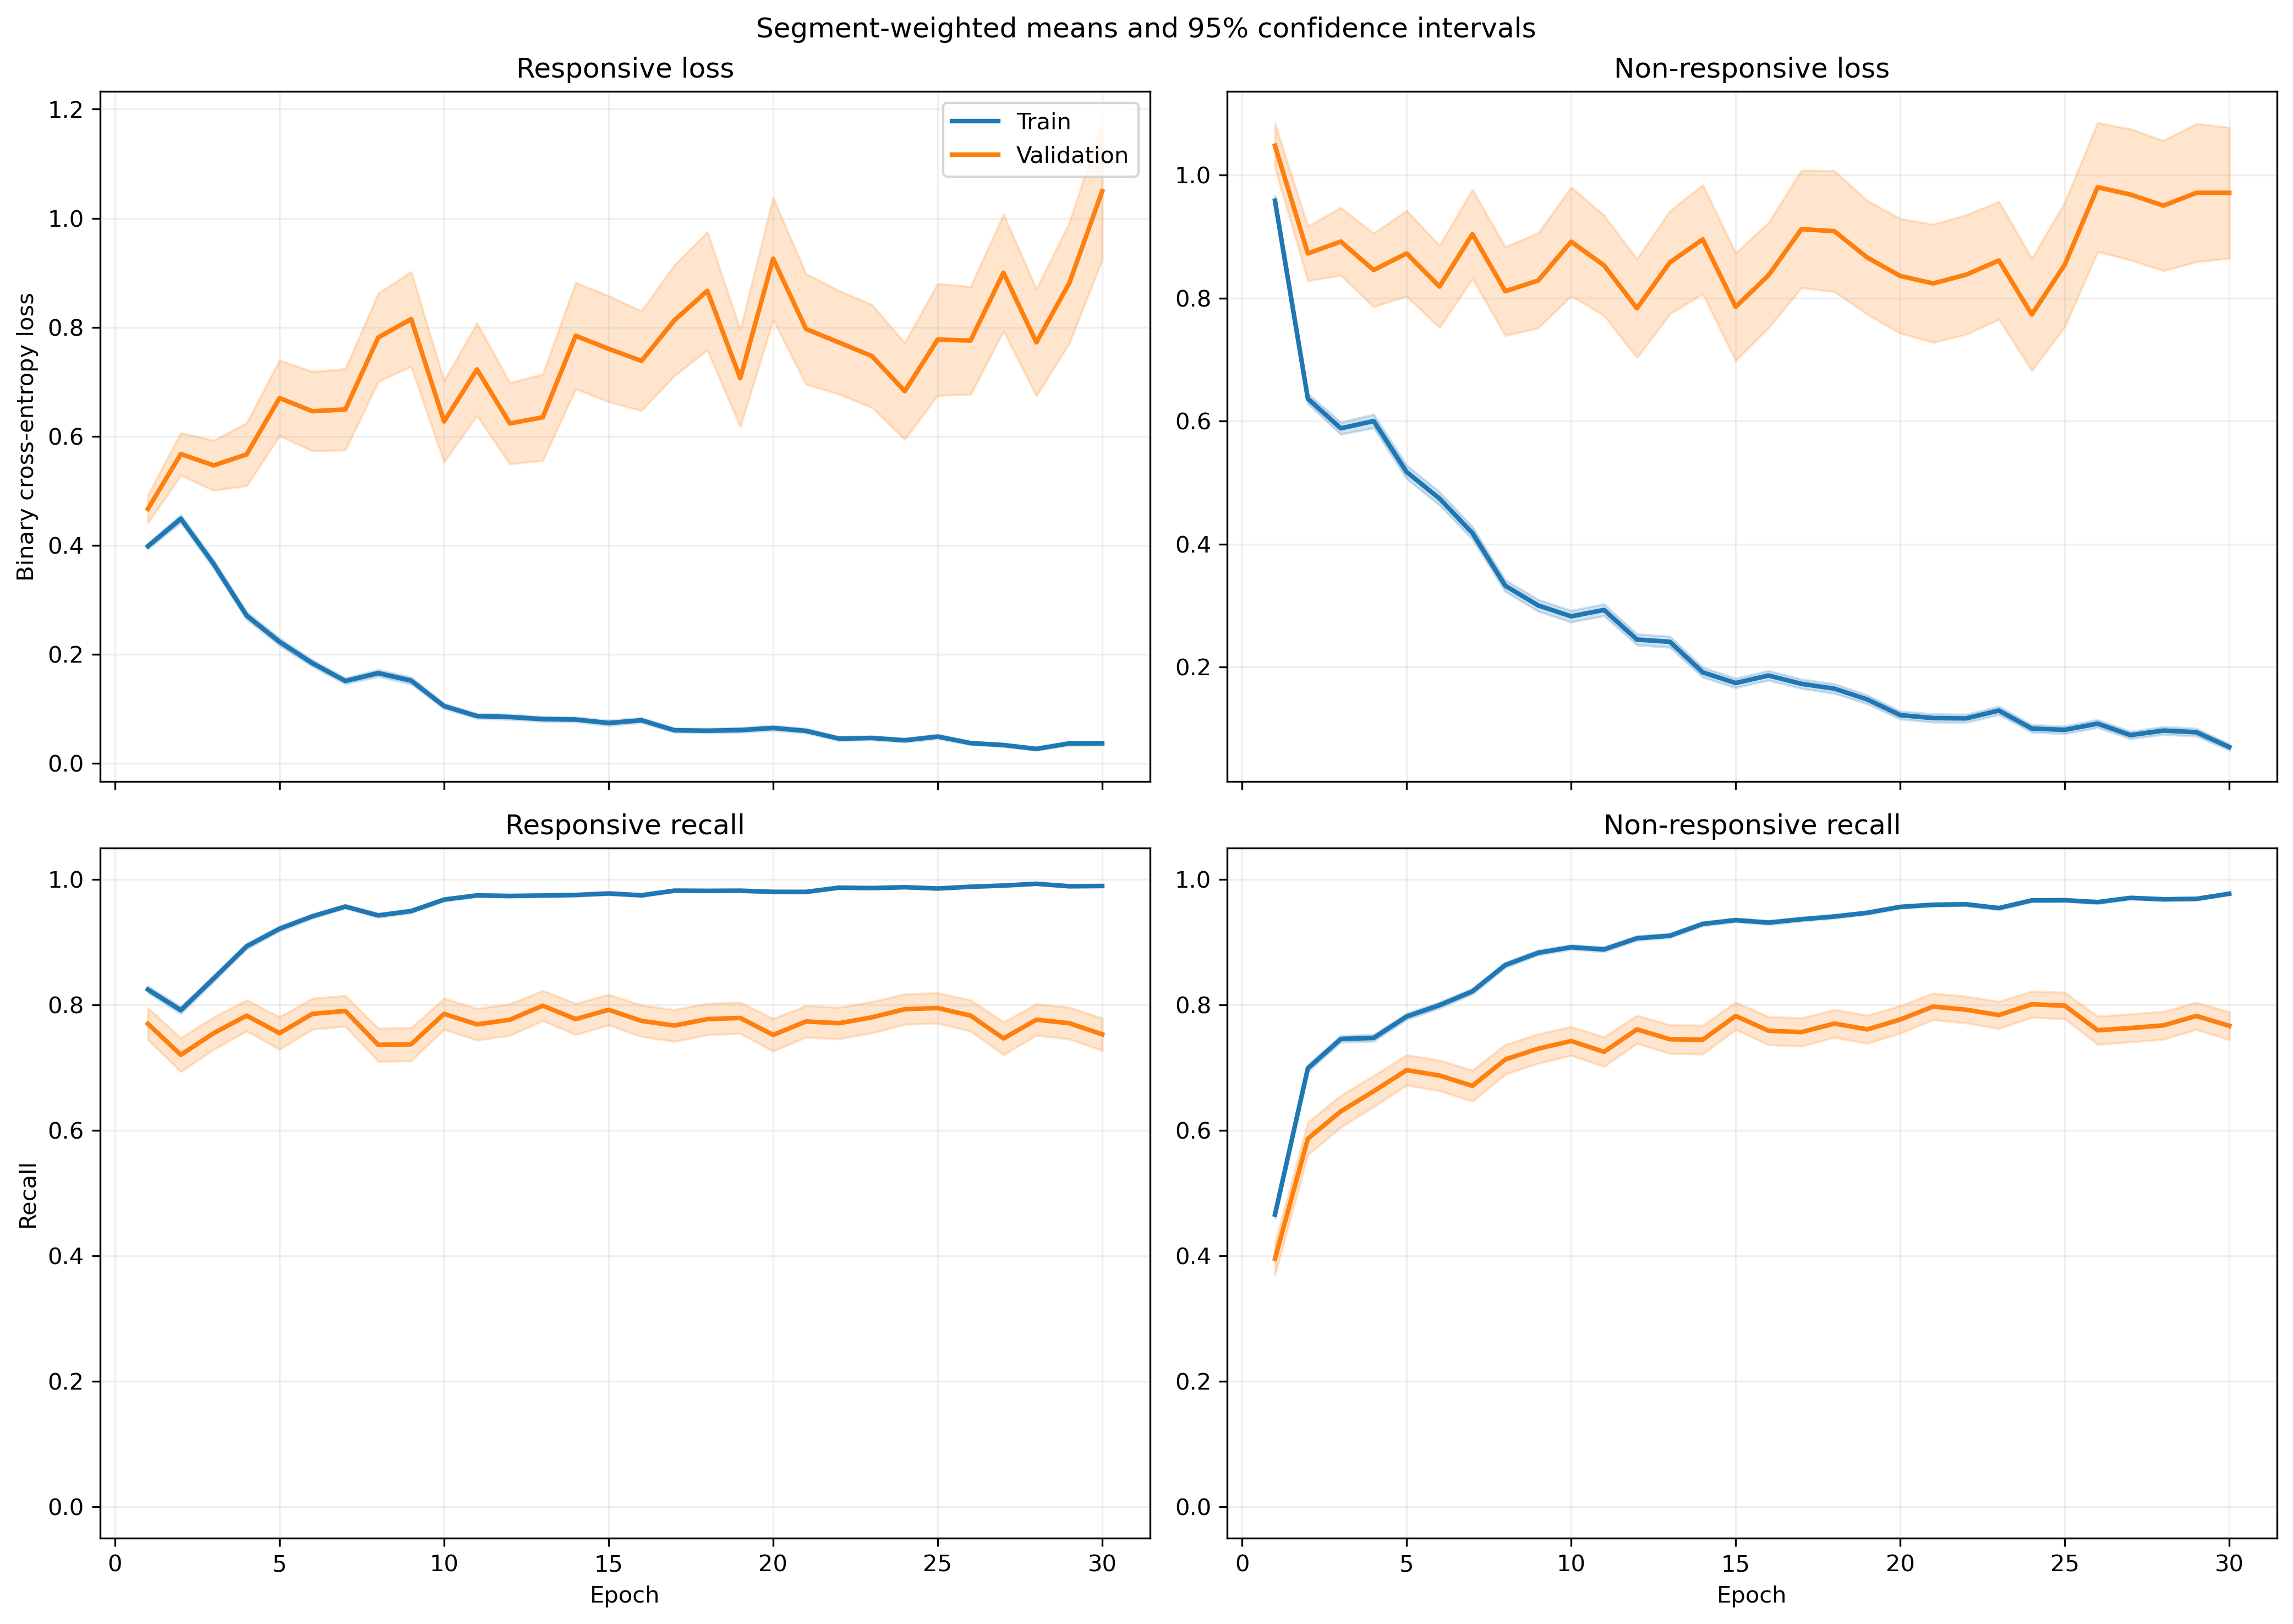 Segment-weighted means and 95% confidence intervals
Responsive loss
Non-responsive loss
Binary cross-entropy loss
1.2
1.0
0.8
0.6
0.4
0.2
0.0
Train
Validation
1.0
0.8
0.6
0.4
0.2
Responsive recall
Non-responsive recall
Recall
1.0
0.8
0.6
0.4
0.2
0.0
0 5 10 15 20 25 30
Epoch
1.0
0.8
0.6
0.4
0.2
0.0
0 5 10 15 20 25 30
Epoch